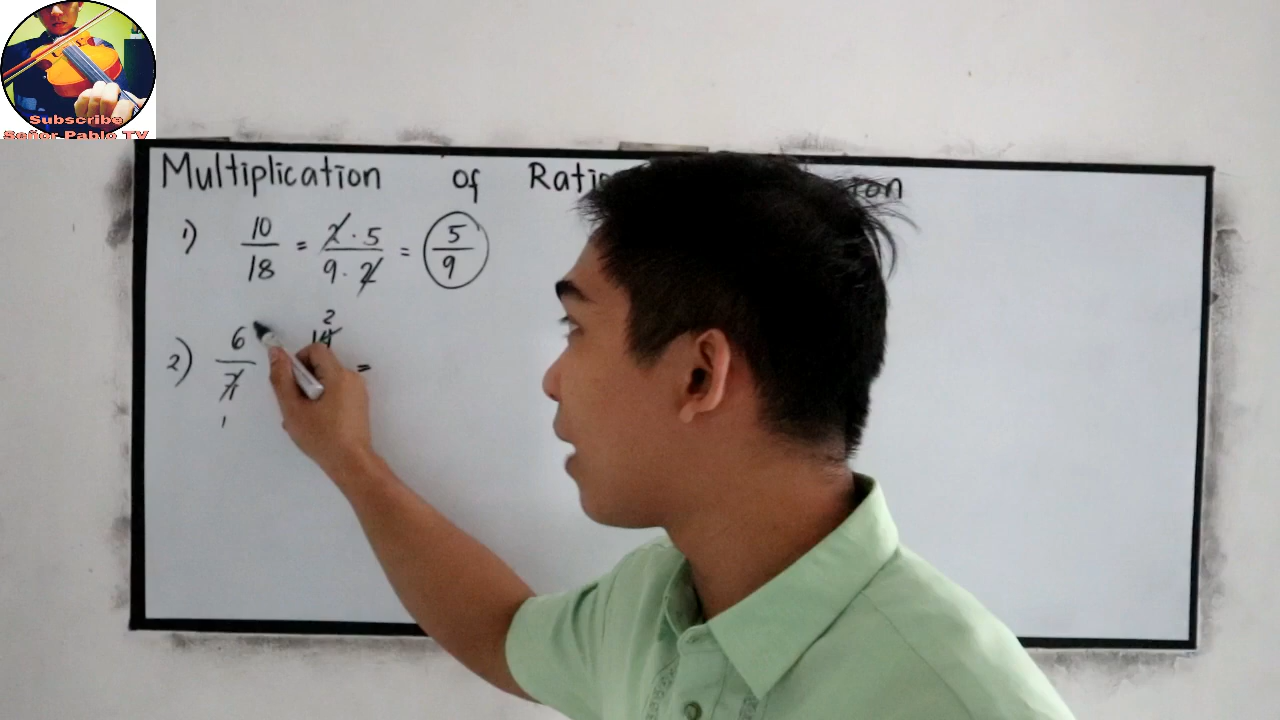 Subscribe
Señor Pablo TV
Multiplication of
1) 10/18 = 2 · 5 / 9 · 2 = 5/9
2
2) 6/7 14 =
1